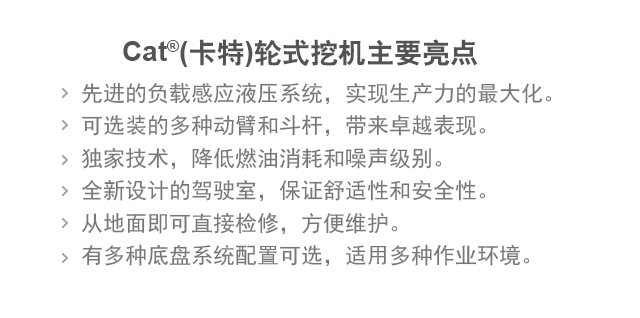 Cat®(卡特)轮式挖机主要亮点
› 先进的负载感应液压系统，实现生产力的最大化。
› 可选装的多种动臂和斗杆，带来卓越表现。
› 独家技术，降低燃油消耗和噪声级别。
› 全新设计的驾驶室，保证舒适性和安全性。
› 从地面即可直接检修，方便维护。
› 有多种底盘系统配置可选，适用多种作业环境。